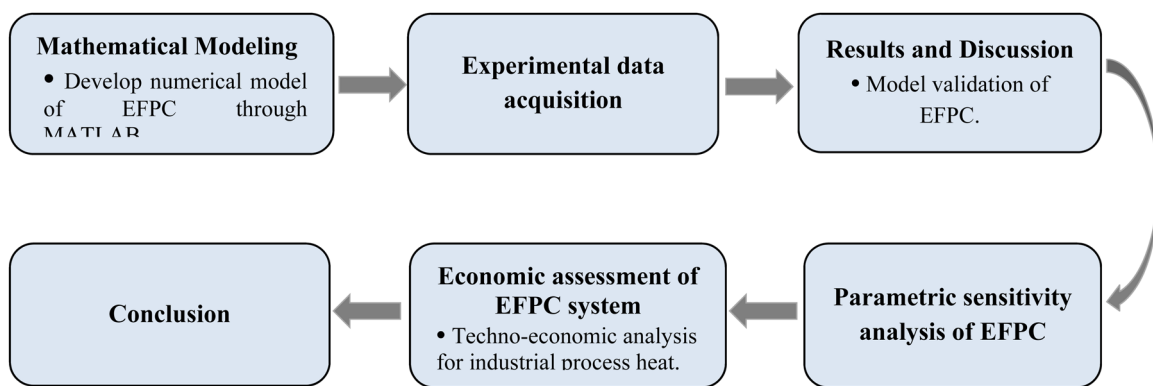 Mathematical Modeling
• Develop numerical model
of EFPC through
MATLAB
Experimental data
acquisition
Results and Discussion
• Model validation of
EFPC.
Parametric sensitivity
analysis of EFPC
Economic assessment of
EFPC system
• Techno-economic analysis
for industrial process heat.
Conclusion